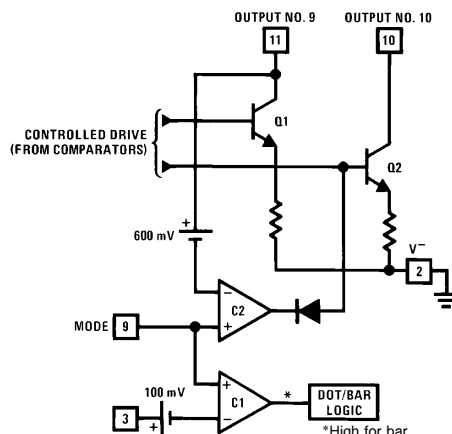 OUTPUT NO. 9
OUTPUT NO. 10
11
10
Q1
CONTROLLED DRIVE
(FROM COMPARATORS)
Q2
+
600 mV
V−
2
−
C2
+
MODE
9
100 mV
+
C1
*
DOT/BAR
LOGIC
3
+
−
*High for bar